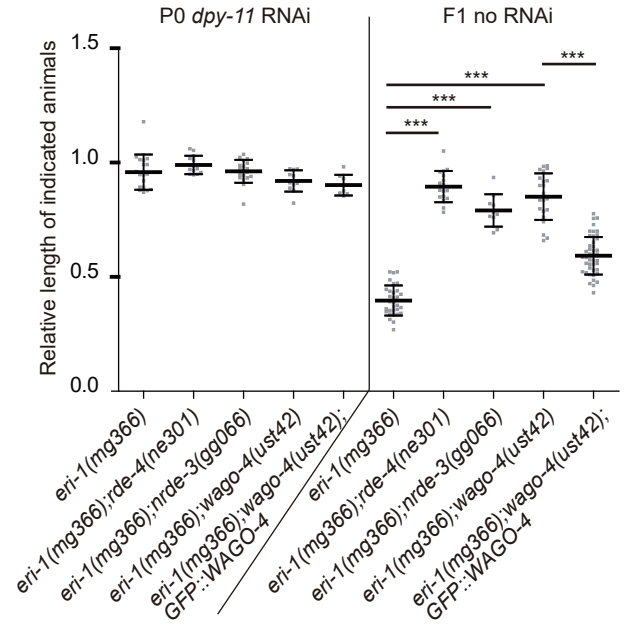 P0 dpy-11 RNAi
F1 no RNAi
Relative length of indicated animals
1.5
1.0
0.5
0.0
***
***
***
***
eri-1(mg366)
eri-1(mg366);rde-4(ne301)
eri-1(mg366);nrde-3(gg066)
eri-1(mg366);wago-4(ust42)
eri-1(mg366);wago-4(ust42);
GFP::WAGO-4
eri-1(mg366)
eri-1(mg366);rde-4(ne301)
eri-1(mg366);nrde-3(gg066)
eri-1(mg366);wago-4(ust42)
eri-1(mg366);wago-4(ust42);
GFP::WAGO-4